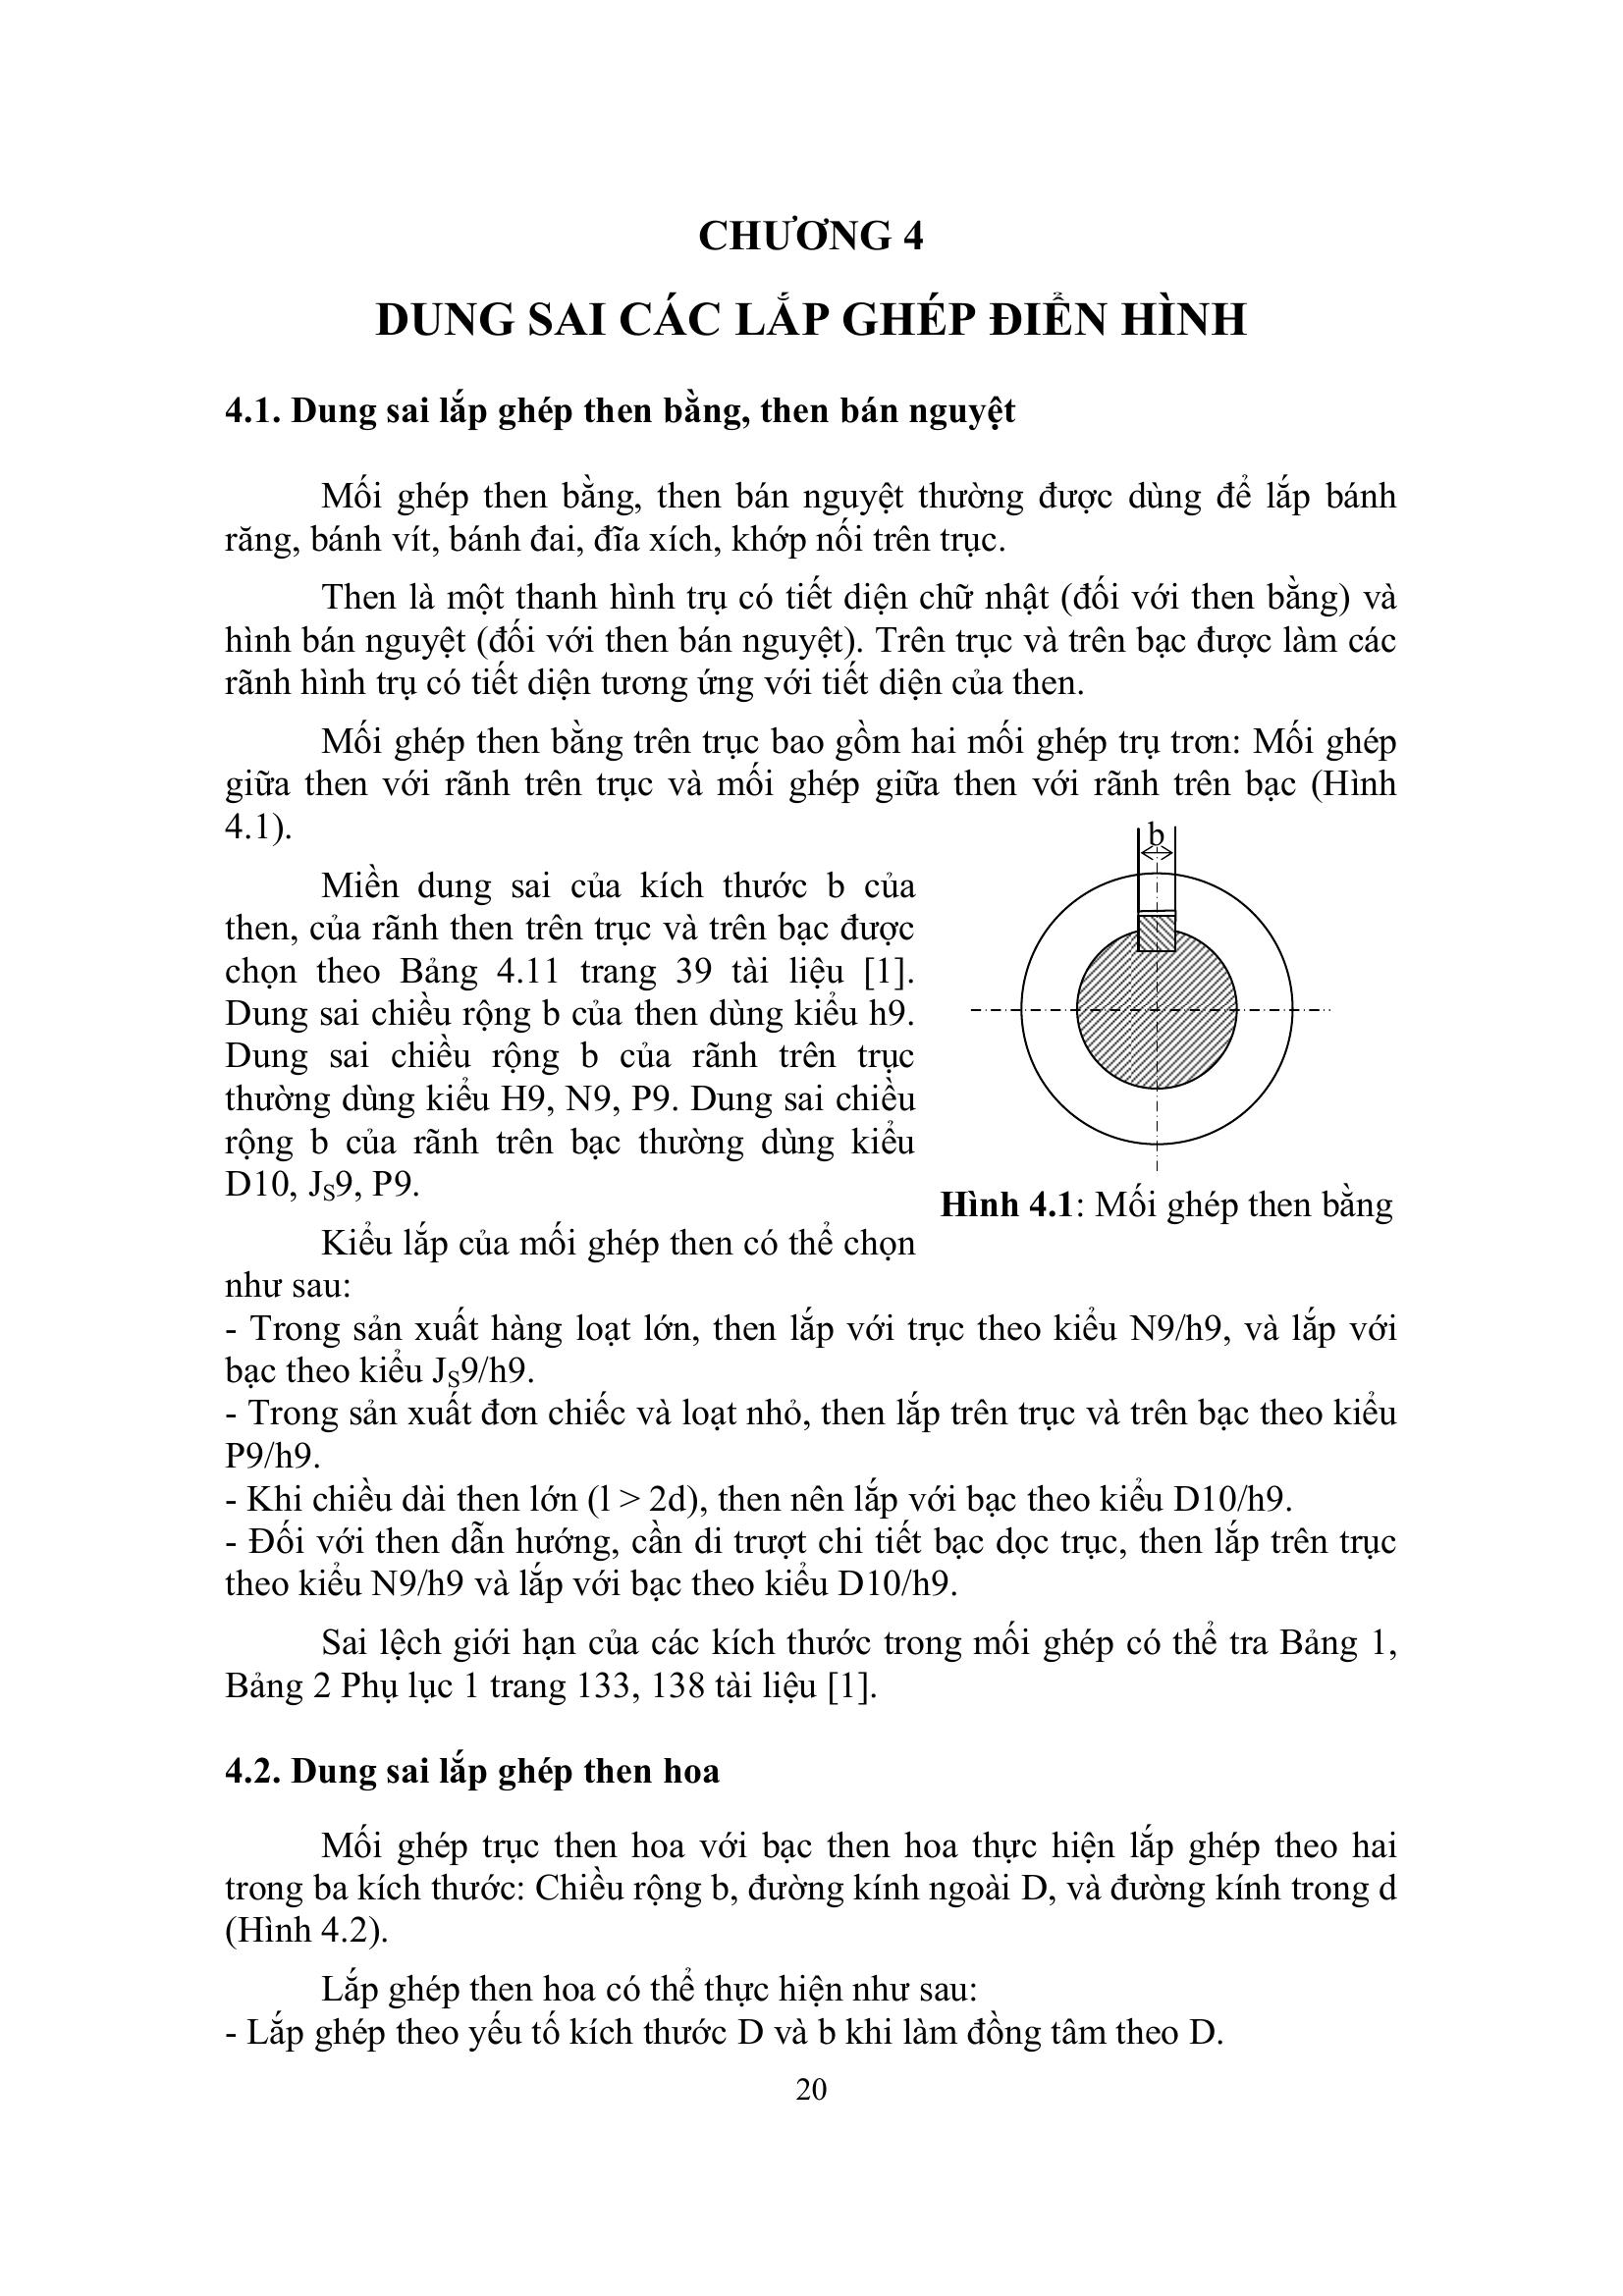 CHƯƠNG 4
DUNG SAI CÁC LẮP GHÉP ĐIỂN HÌNH
4.1. Dung sai lắp ghép then bằng, then bán nguyệt
Mối ghép then bằng, then bán nguyệt thường được dùng để lắp bánh
răng, bánh vít, bánh đai, đĩa xích, khớp nối trên trục.
Then là một thanh hình trụ có tiết diện chữ nhật (đối với then bằng) và
hình bán nguyệt (đối với then bán nguyệt). Trên trục và trên bạc được làm các
rãnh hình trụ có tiết diện tương ứng với tiết diện của then.
Mối ghép then bằng trên trục bao gồm hai mối ghép trụ trơn: Mối ghép
giữa then với rãnh trên trục và mối ghép giữa then với rãnh trên bạc (Hình
4.1).
Miền dung sai của kích thước b của
then, của rãnh then trên trục và trên bạc được
chọn theo Bảng 4.11 trang 39 tài liệu [1].
Dung sai chiều rộng b của then dùng kiểu h9.
Dung sai chiều rộng b của rãnh trên trục
thường dùng kiểu H9, N9, P9. Dung sai chiều
rộng b của rãnh trên bạc thường dùng kiểu
D10, JS9, P9.
b
Hình 4.1: Mối ghép then bằng
Kiểu lắp của mối ghép then có thể chọn
như sau:
- Trong sản xuất hàng loạt lớn, then lắp với trục theo kiểu N9/h9, và lắp với
bạc theo kiểu JS9/h9.
- Trong sản xuất đơn chiếc và loạt nhỏ, then lắp trên trục và trên bạc theo kiểu
P9/h9.
- Khi chiều dài then lớn (l > 2d), then nên lắp với bạc theo kiểu D10/h9.
- Đối với then dẫn hướng, cần di trượt chi tiết bạc dọc trục, then lắp trên trục
theo kiểu N9/h9 và lắp với bạc theo kiểu D10/h9.
Sai lệch giới hạn của các kích thước trong mối ghép có thể tra Bảng 1,
Bảng 2 Phụ lục 1 trang 133, 138 tài liệu [1].
4.2. Dung sai lắp ghép then hoa
Mối ghép trục then hoa với bạc then hoa thực hiện lắp ghép theo hai
trong ba kích thước: Chiều rộng b, đường kính ngoài D, và đường kính trong d
(Hình 4.2).
Lắp ghép then hoa có thể thực hiện như sau:
- Lắp ghép theo yếu tố kích thước D và b khi làm đồng tâm theo D.
20